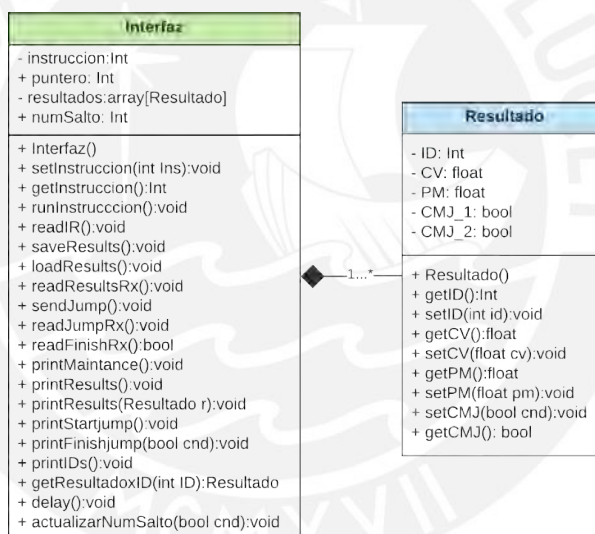 Interfaz
- instruccion:Int
+ puntero: Int
- resultados:array[Resultado]
+ numSalto: Int
+ Interfaz()
+ setInstruccion(int Ins):void
+ getInstruccion():Int
+ runInstrucccion():void
+ readIR():void
+ saveResults():void
+ loadResults():void
+ readResultsRx():void
+ sendJump():void
+ readJumpRx():void
+ readFinishRx():bool
+ printMaintance():void
+ printResults():void
+ printResults(Resultado r):void
+ printStartjump():void
+ printFinishjump(bool cnd):void
+ printIDs():void
+ getResultadoxID(int ID):Resultado
+ delay():void
+ actualizarNumSalto(bool cnd):void
1...*
Resultado
- ID: Int
- CV: float
- PM: float
- CMJ_1: bool
- CMJ_2: bool
+ Resultado()
+ getID():Int
+ setID(int id):void
+ getCV():float
+ setCV(float cv):void
+ getPM():float
+ setPM(float pm):void
+ setCMJ(bool cnd):void
+ getCMJ(): bool